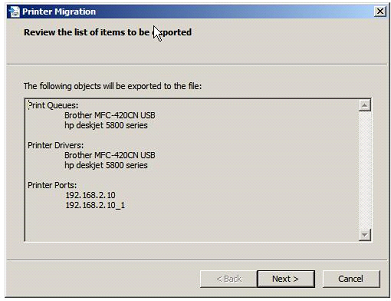 Printer Migration
Review the list of items to be exported
The following objects will be exported to the file:
Print Queues:
Brother MFC-420CN USB
hp deskjet 5800 series
Printer Drivers:
Brother MFC-420CN USB
hp deskjet 5800 series
Printer Ports:
192.168.2.10
192.168.2.10_1
< Back
Next >
Cancel